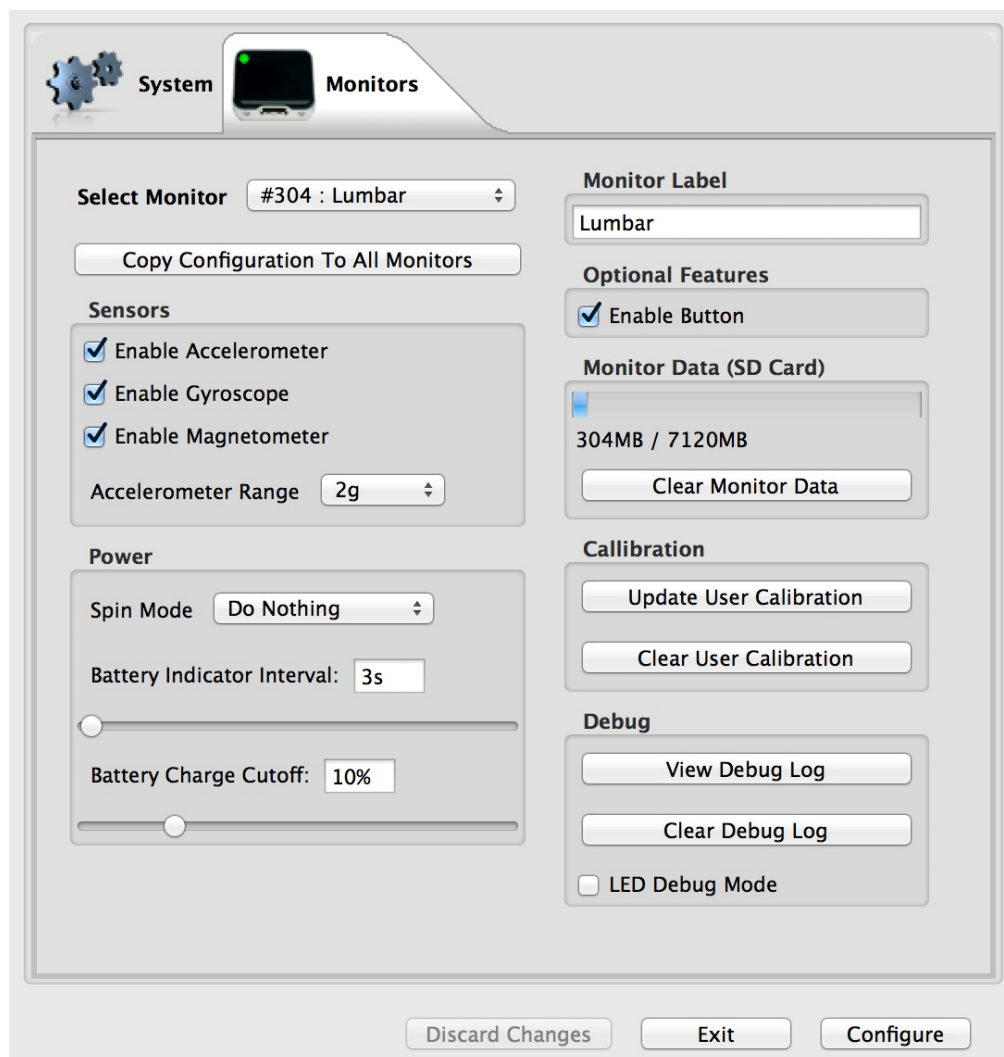 System
Monitors
Select Monitor #304 : Lumbar
Copy Configuration To All Monitors
Sensors
Enable Accelerometer
Enable Gyroscope
Enable Magnetometer
Accelerometer Range 2g
Power
Spin Mode Do Nothing
Battery Indicator Interval: 3s
Battery Charge Cutoff: 10%
Monitor Label
Lumbar
Optional Features
Enable Button
Monitor Data (SD Card)
304MB / 7120MB
Clear Monitor Data
Callibration
Update User Calibration
Clear User Calibration
Debug
View Debug Log
Clear Debug Log
LED Debug Mode
Discard Changes
Exit
Configure